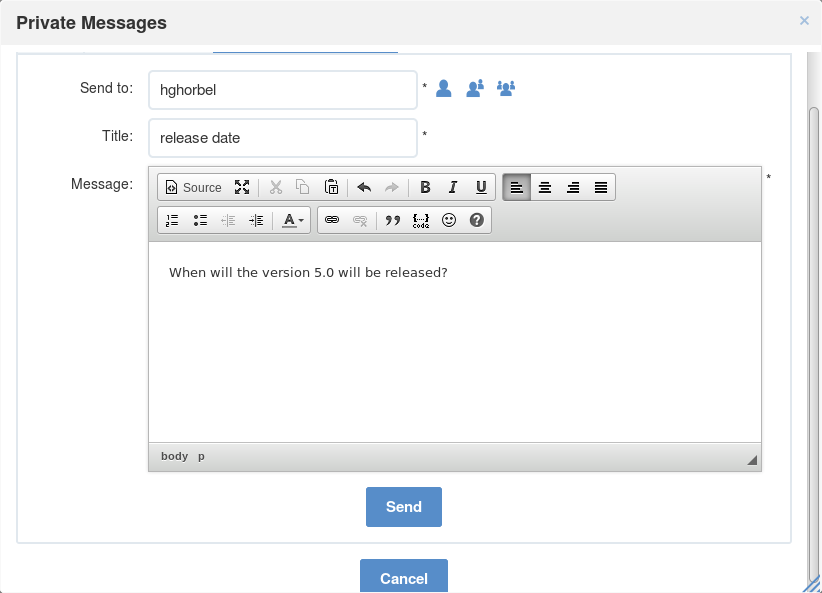 Private Messages ×
Send to: hghorbel *
Title: release date *
Message: *
Source B I U
A
{...} code ?
When will the version 5.0 will be released?
body p
Send
Cancel